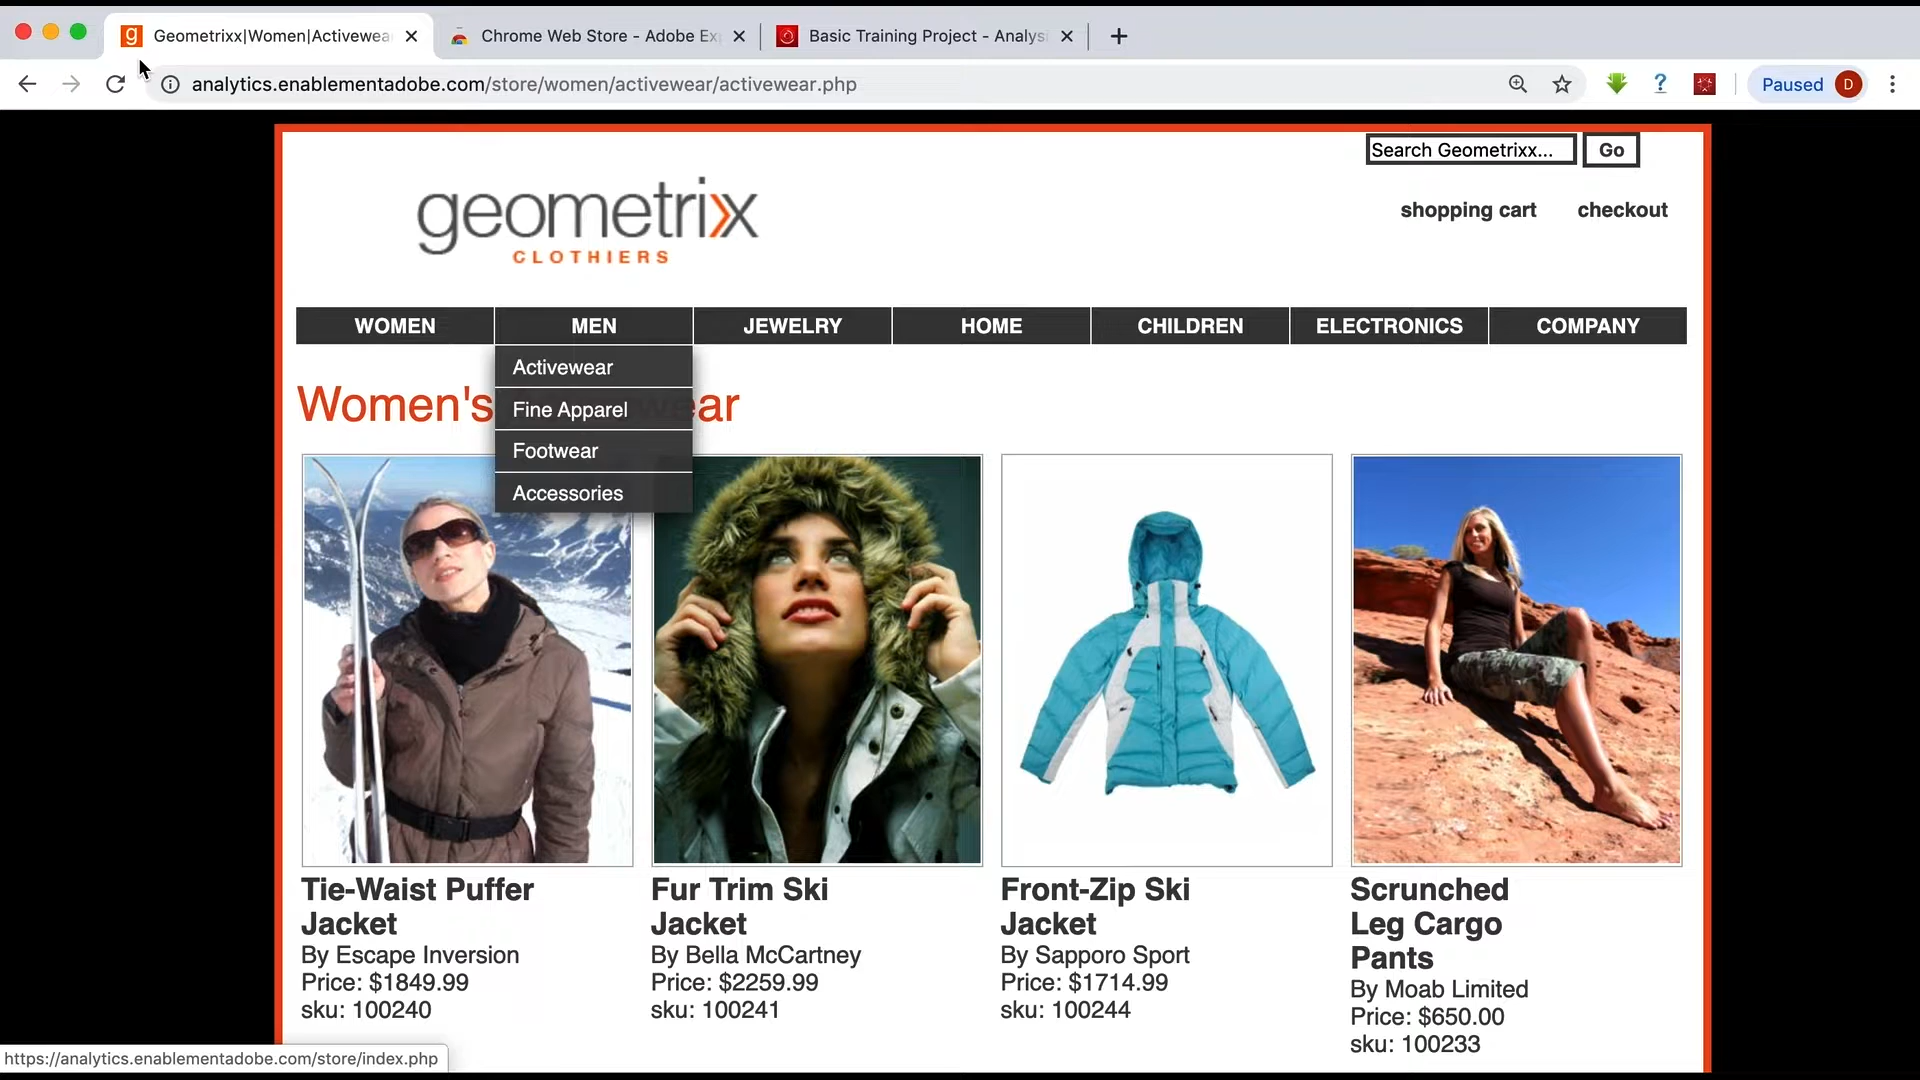 Geometrixx|Women|Activewea
Chrome Web Store - Adobe Ex
Basic Training Project - Analys
analytics.enablementadobe.com/store/women/activewear/activewear.php
Paused
D
Search Geometrixx...
Go
geometrixx
CLOTHIERS
shopping cart
checkout
WOMEN
MEN
JEWELRY
HOME
CHILDREN
ELECTRONICS
COMPANY
Activewear
Fine Apparel
Footwear
Accessories
Women's
ear
Tie-Waist Puffer
Jacket
By Escape Inversion
Price: $1849.99
sku: 100240
Fur Trim Ski
Jacket
By Bella McCartney
Price: $2259.99
sku: 100241
Front-Zip Ski
Jacket
By Sapporo Sport
Price: $1714.99
sku: 100244
Scrunched
Leg Cargo
Pants
By Moab Limited
Price: $650.00
sku: 100233
https://analytics.enablementadobe.com/store/index.php